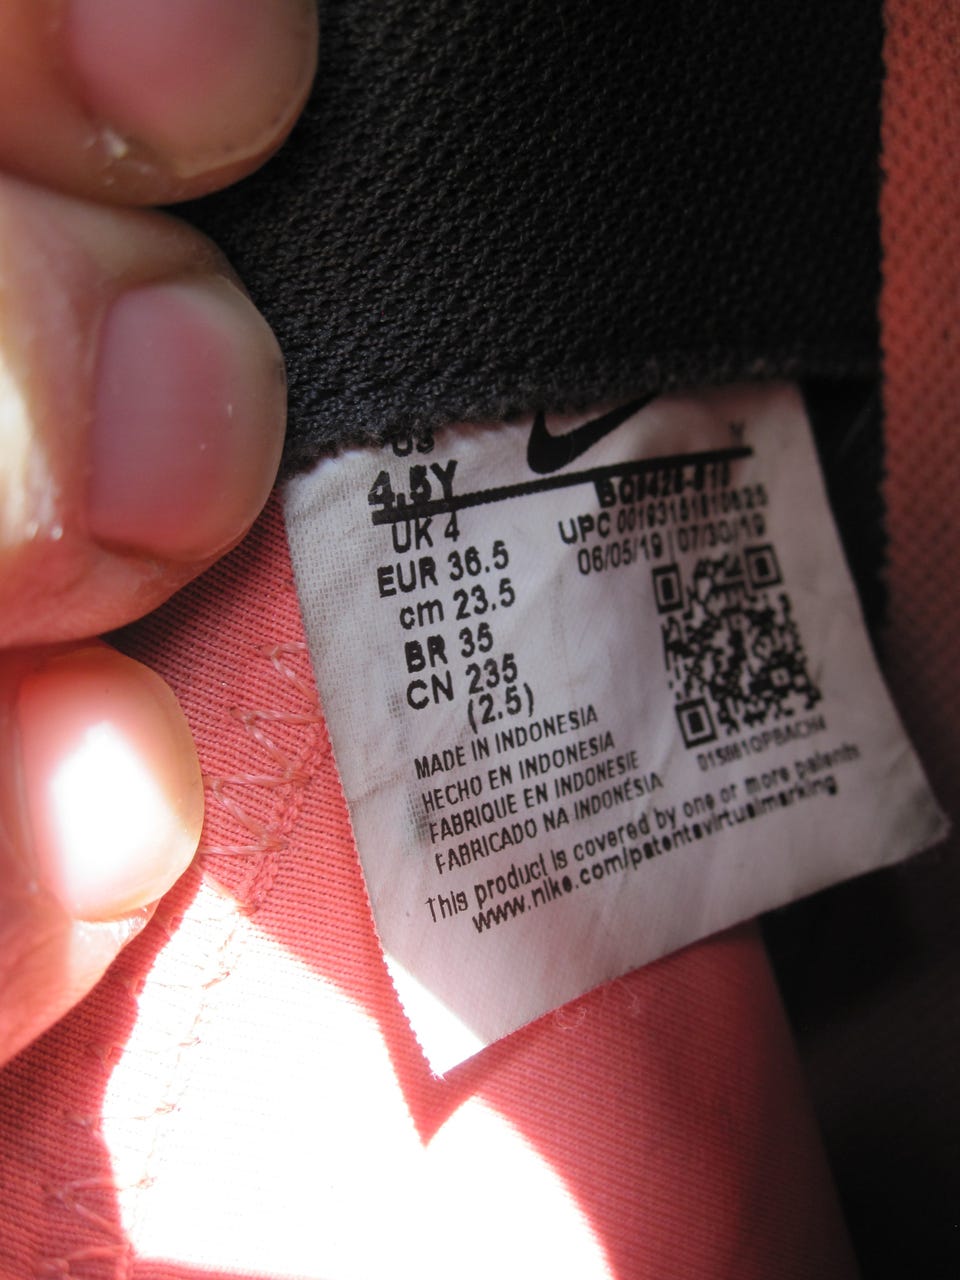 US
4.5Y
UK 4
EUR 36.5
cm 23.5
BR 35
CN 235
(2.5)
06/05/19 | 07/30/19
UPC
MADE IN INDONESIA
HECHO EN INDONESIA
FABRIQUE EN INDONESIE
FABRICADO NA INDONÉSIA
This product is covered by one or more patents
www.nike.com/patentsvirtualmarking